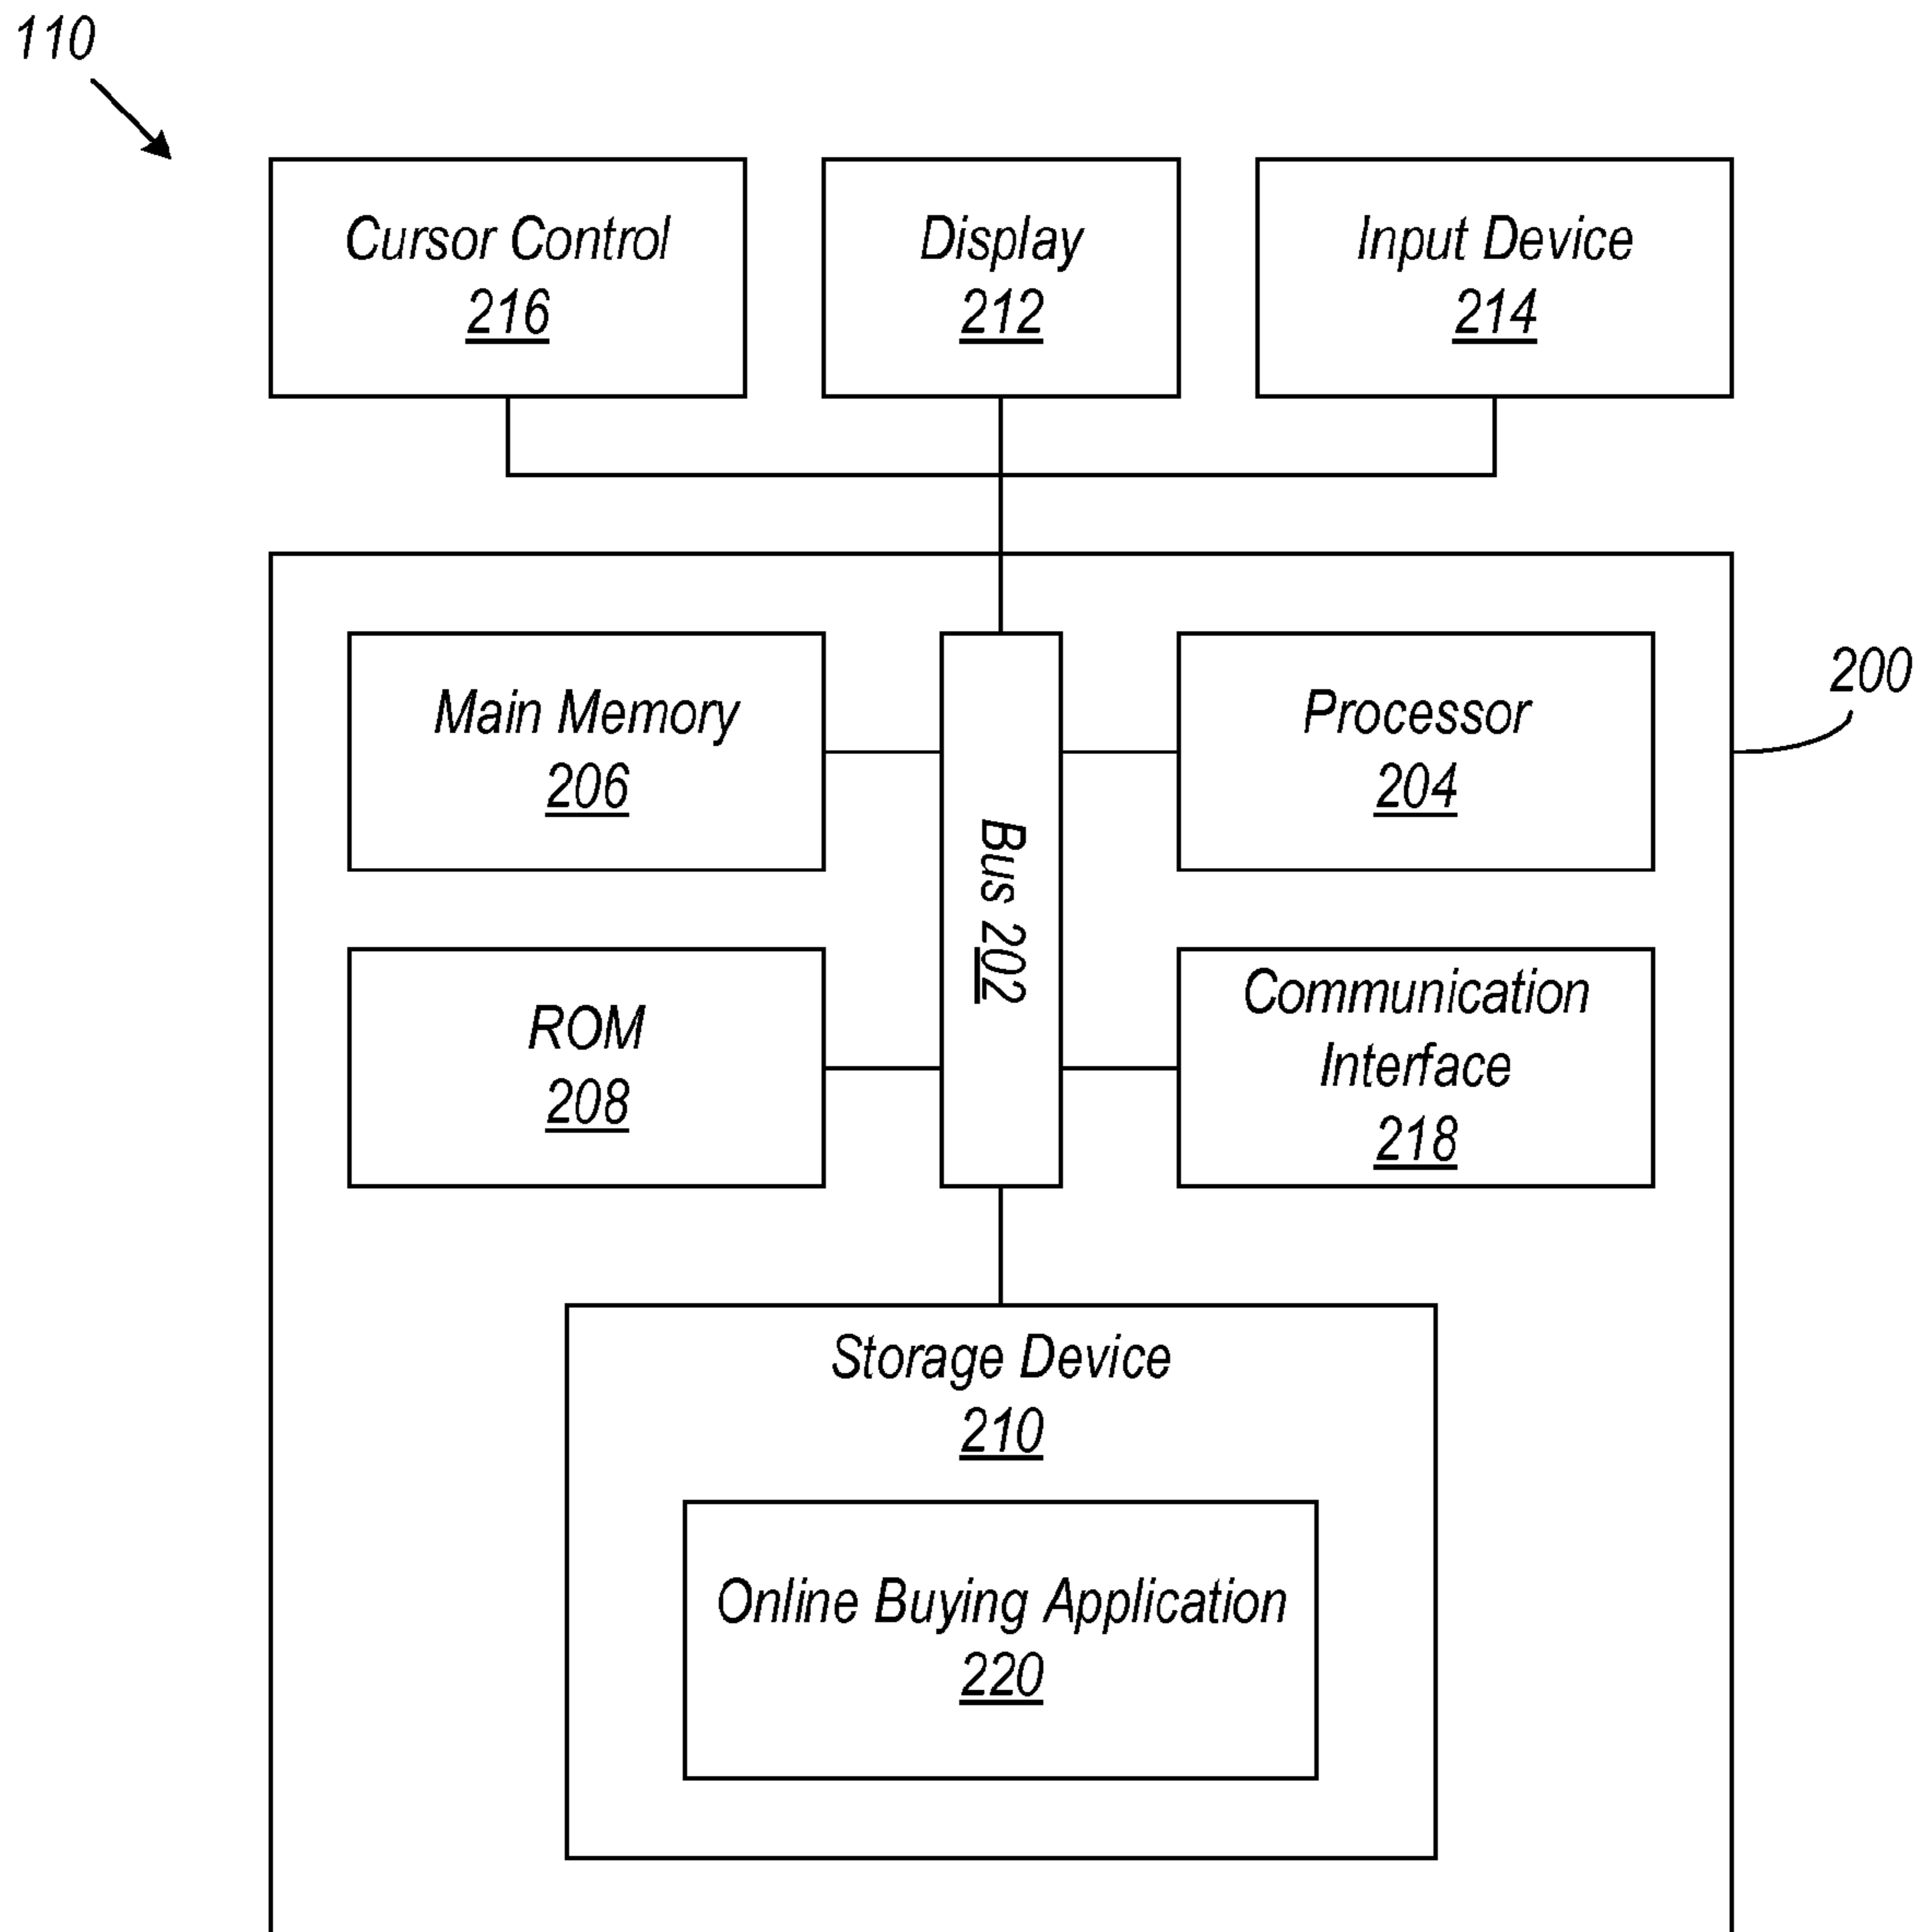 110
Cursor Control
216
Display
212
Input Device
214
Main Memory
206
Processor
204
200
Bus 202
ROM
208
Communication
Interface
218
Storage Device
210
Online Buying Application
220